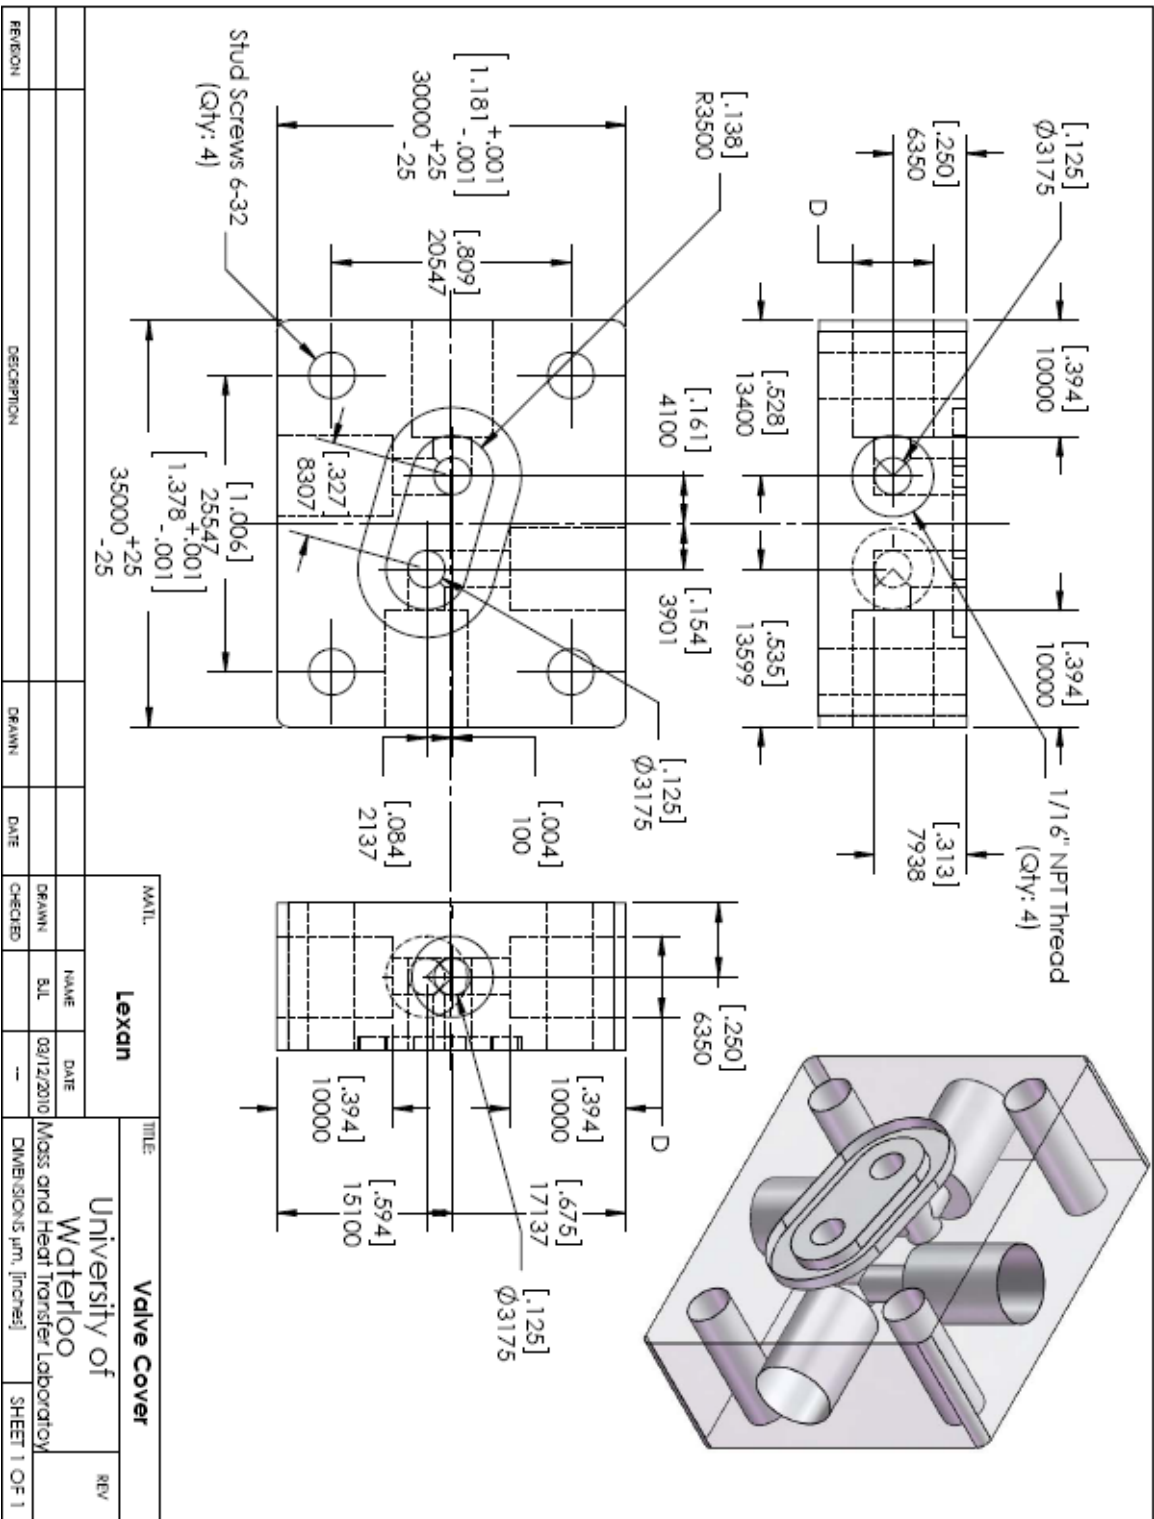 [.125]
Ø3175
[.250]
6350
D
[.394]
10000
[.394]
10000
1/16" NPT Thread
(Qty: 4)
[.313]
7938
[.528]
13400
[.535]
13599
[.138]
R3500
[1.181 +.001 -.001]
30000 +25 -25
[.809]
20547
[.161]
4100
[.154]
3901
Stud Screws 6-32
(Qty: 4)
[.327]
8307
[1.006]
25547
[1.378 +.001 -.001]
35000 +25 -25
[.125]
Ø3175
[.004]
100
[.084]
2137
[.250]
6350
D
[.394]
10000
[.394]
10000
[.675]
17137
[.594]
15100
[.125]
Ø3175
REVISION
DESCRIPTION
DRAWN
DATE
MATL.
Lexan
TITLE:
Valve Cover
NAME
DATE
DRAWN
BJL
03/12/2010
CHECKED
---
University of
Waterloo
Mass and Heat Transfer Laboratoy
REV
DIMENSIONS µm, [inches]
SHEET 1 OF 1